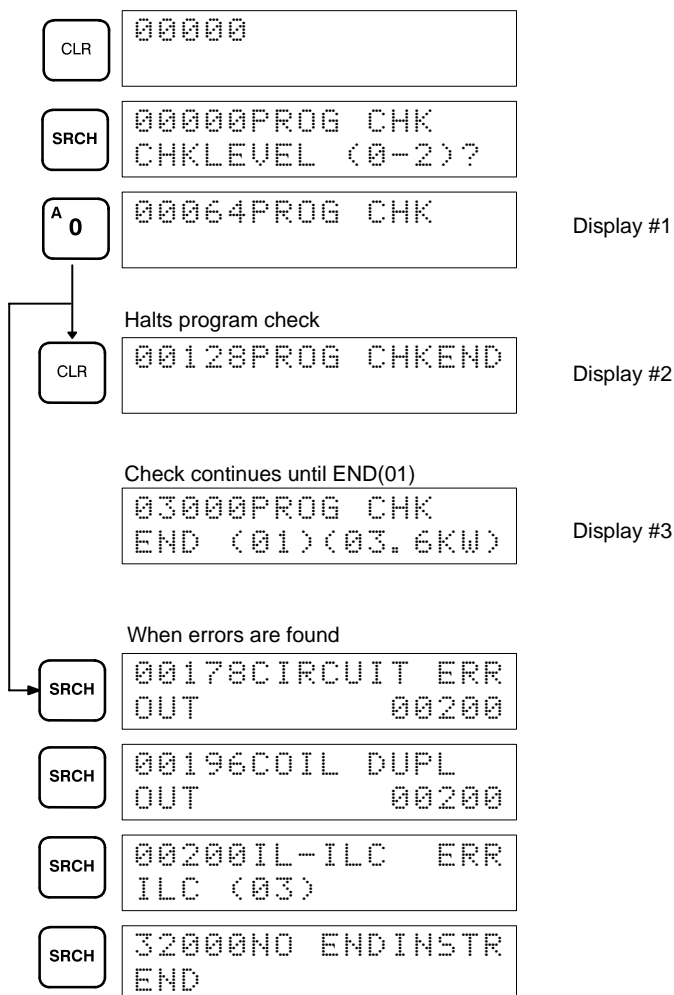 CLR
00000
SRCH
00000PROG CHK
CHKLEVEL (0-2)?
A
0
00064PROG CHK
Display #1
Halts program check
CLR
00128PROG CHKEND
Display #2
Check continues until END(01)
03000PROG CHK
END (01)(03.6KW)
Display #3
When errors are found
SRCH
00178CIRCUIT ERR
OUT 00200
SRCH
00196COIL DUPL
OUT 00200
SRCH
00200IL-ILC ERR
ILC (03)
SRCH
32000NO ENDINSTR
END